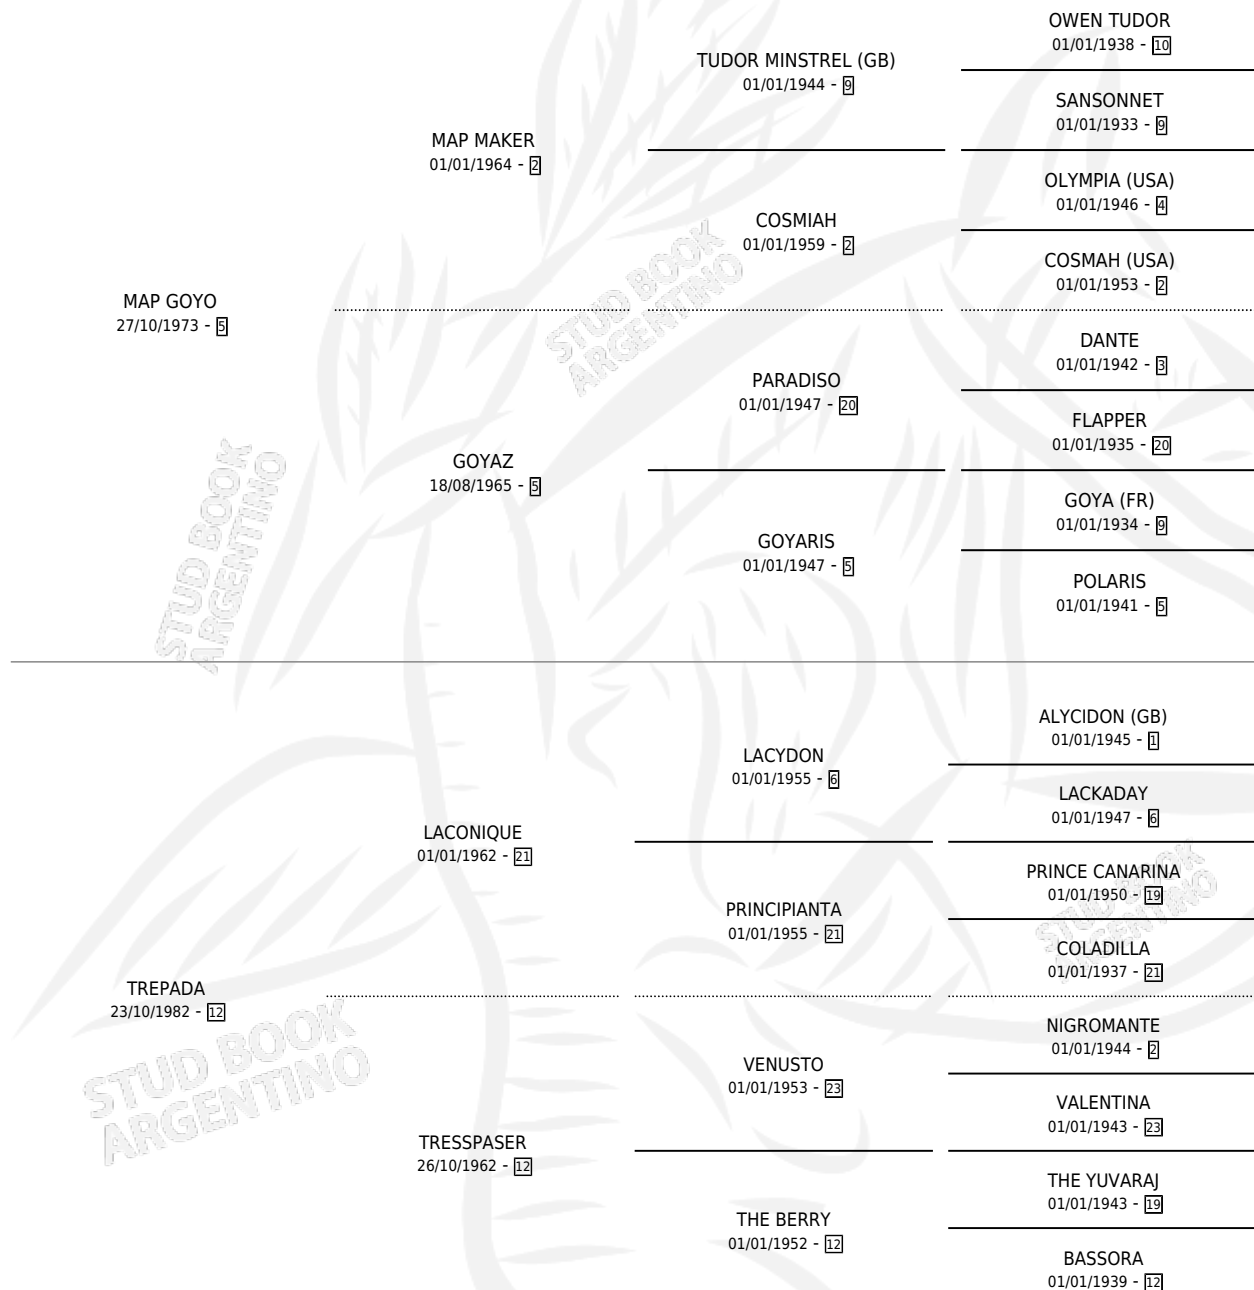 OWEN TUDOR
01/01/1938 - 10
TUDOR MINSTREL (GB)
01/01/1944 - 9
SANSONNET
01/01/1933 - 9
MAP MAKER
01/01/1964 - 2
OLYMPIA (USA)
01/01/1946 - 4
COSMIAH
01/01/1959 - 2
COSMAH (USA)
01/01/1953 - 2
STUD BOOK
ARGENTINO
MAP GOYO
27/10/1973 - 5
DANTE
01/01/1942 - 3
PARADISO
01/01/1947 - 20
FLAPPER
01/01/1935 - 20
GOYAZ
18/08/1965 - 5
GOYA (FR)
01/01/1934 - 9
GOYARIS
01/01/1947 - 5
POLARIS
01/01/1941 - 5
STUD BOOK
ARGENTINO
ALYCIDON (GB)
01/01/1945 - 1
LACYDON
01/01/1955 - 6
LACKADAY
01/01/1947 - 6
LACONIQUE
01/01/1962 - 21
PRINCE CANARINA
01/01/1950 - 19
PRINCIPIANTA
01/01/1955 - 21
COLADILLA
01/01/1937 - 21
STUD BOOK
ARGENTINO
TREPADA
23/10/1982 - 12
NIGROMANTE
01/01/1944 - 2
VENUSTO
01/01/1953 - 23
VALENTINA
01/01/1943 - 23
STUD BOOK
ARGENTINO
TRESSPASER
26/10/1962 - 12
THE YUVARAJ
01/01/1943 - 19
THE BERRY
01/01/1952 - 12
BASSORA
01/01/1939 - 12